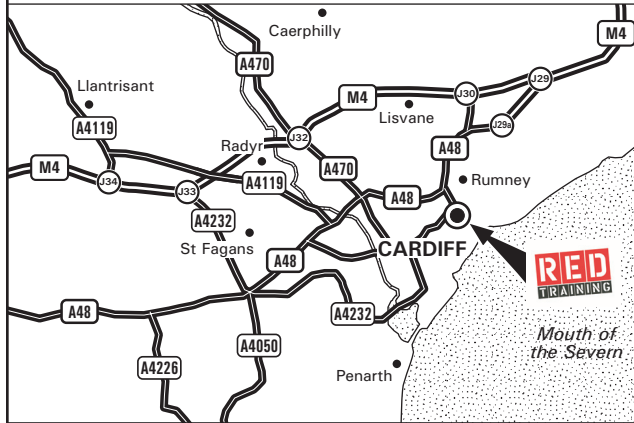 Caerphilly
M4
A470
Llantrisant
J29
J30
M4
Lisvane
J29a
A4119
J32
A48
Radyr
M4
A470
Rumney
J34
J33
A4119
A48
A4232
St Fagans
CARDIFF
A48
RED
TRAINING
A48
A4232
Mouth of
the Severn
A4050
A4226
Penarth